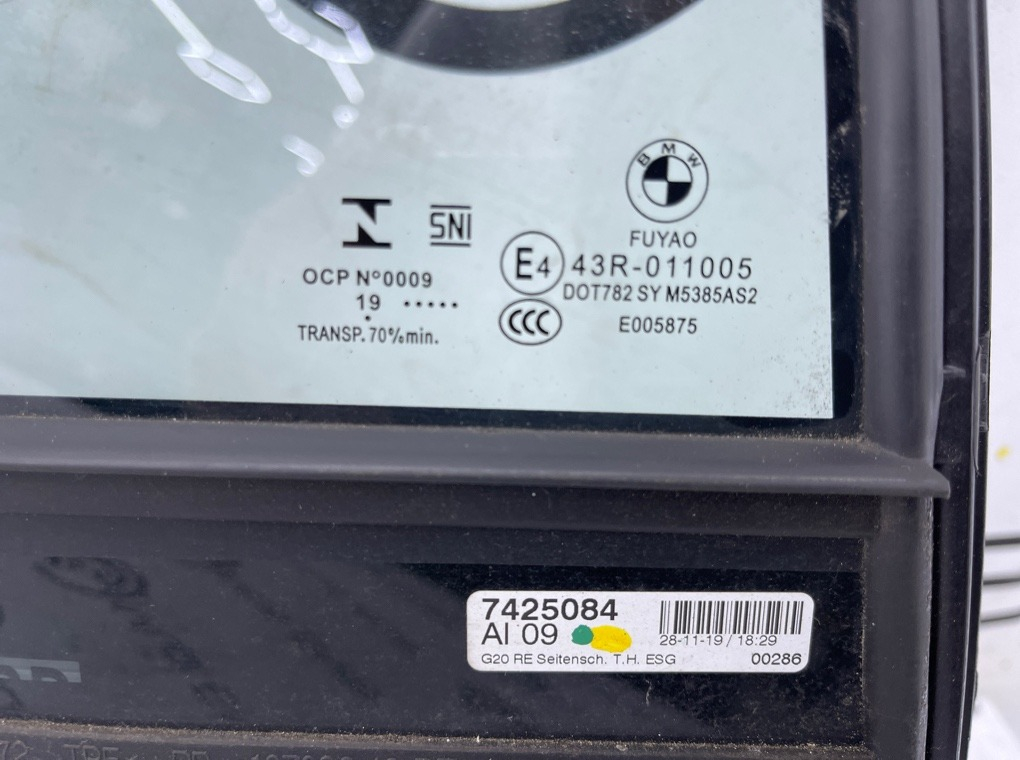 BMW
FUYAO
SNI
E4 43R-011005
OCP N°0009
19 •••••
DOT782 SY M5385AS2
CCC
E005875
TRANSP. 70% min.
7425084
AI 09
28-11-19 / 18:29
G20 RE Seitensch. T.H. ESG 00286